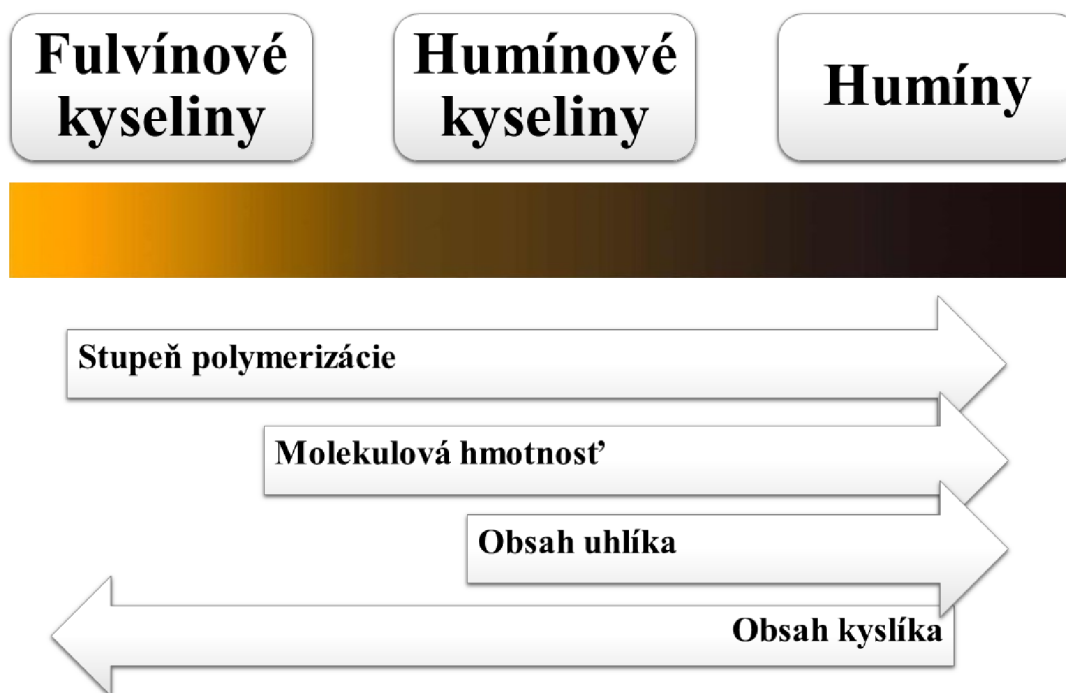 Fulvínové
kyseliny
Humínové
kyseliny
Humíny
Stupeň polymerizácie
Molekulová hmotnosť
Obsah uhlíka
Obsah kyslíka